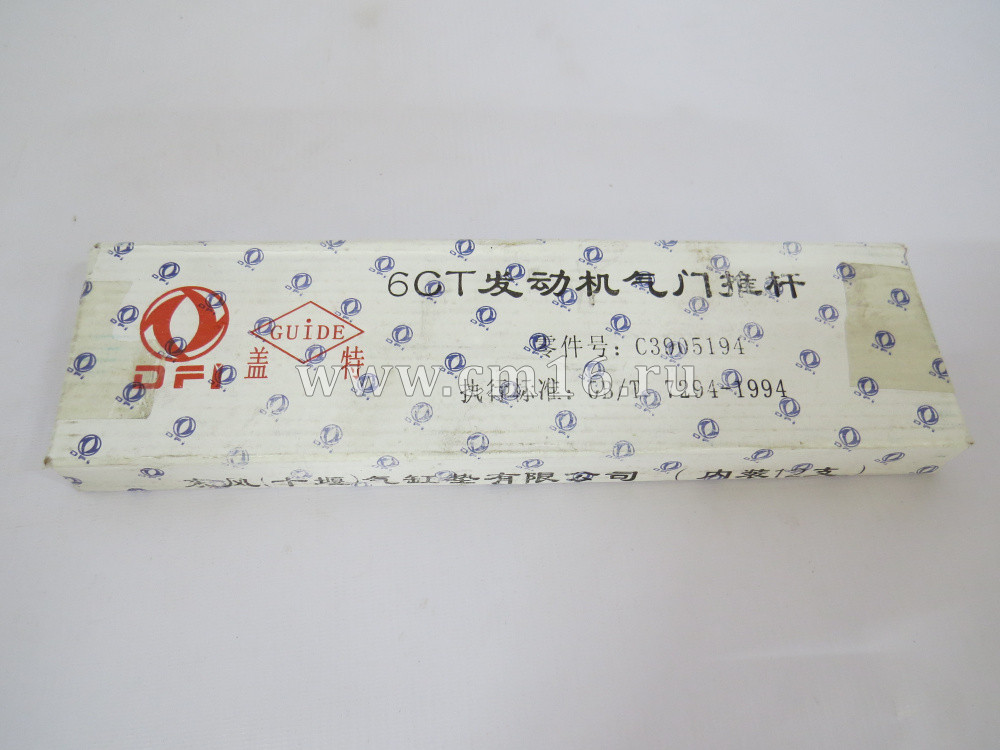 6CT发动机气门推杆
GUiDE
盖 特
DFI
零件号：C3905194
执行标准：GB/T 7294-1994
www.cm16.ru
东风(十堰)气缸垫有限公司（内装12支）